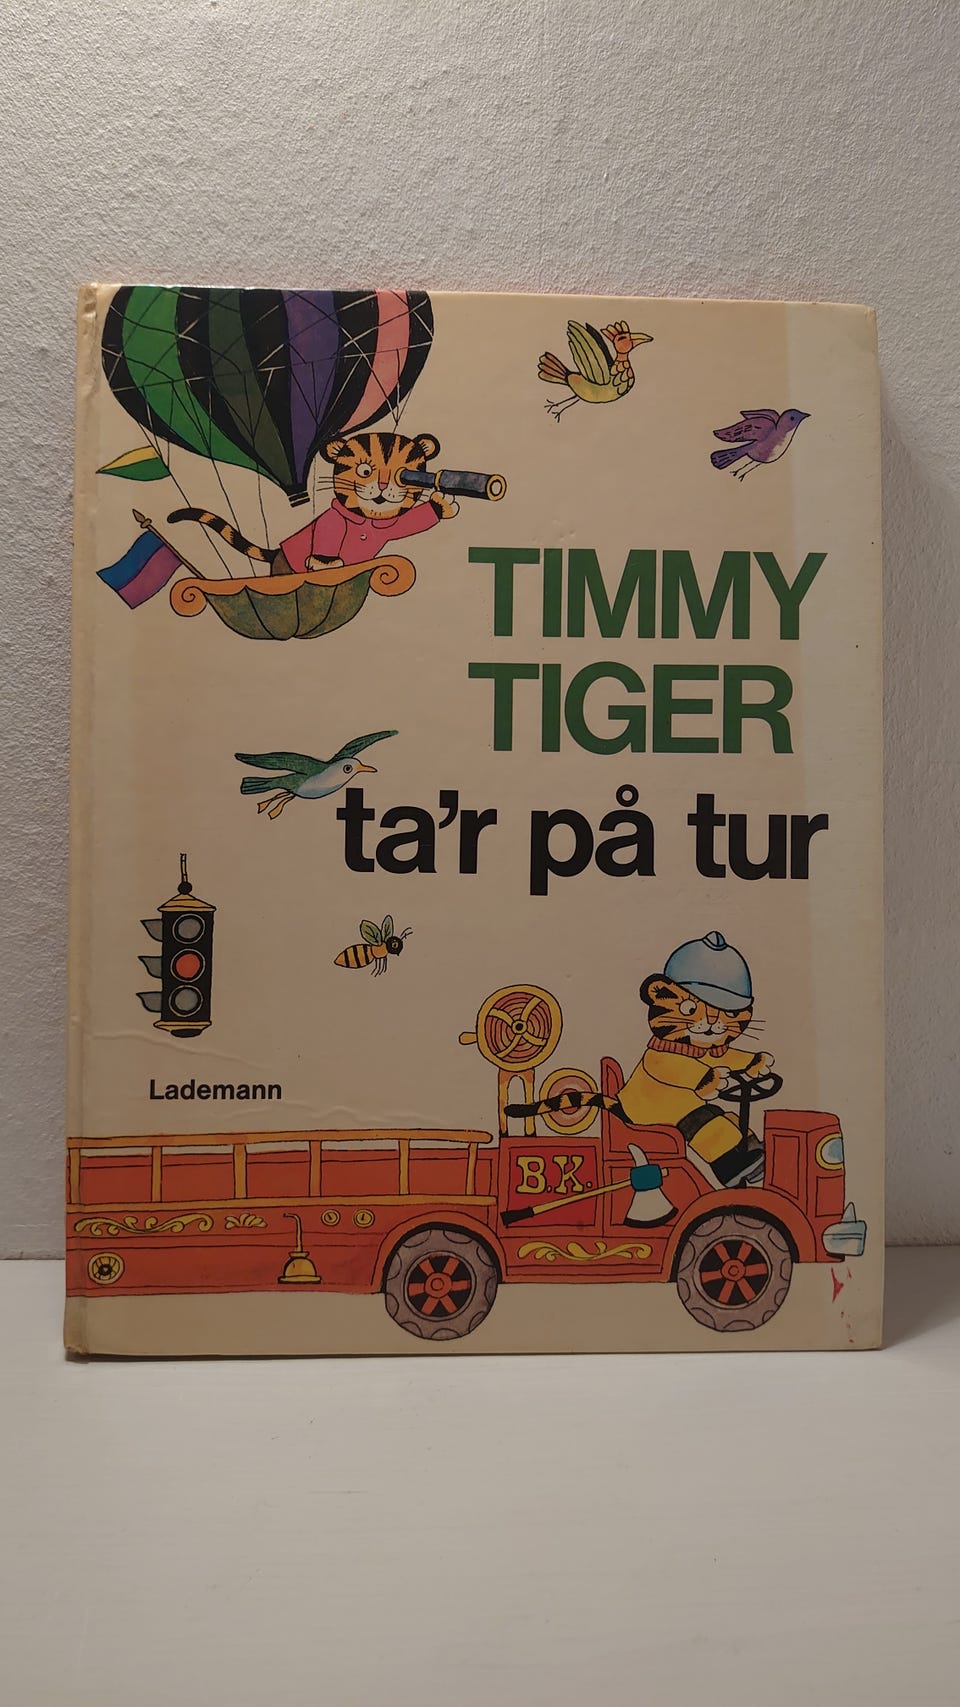 TIMMY
TIGER
ta'r på tur
Lademann
B.K.